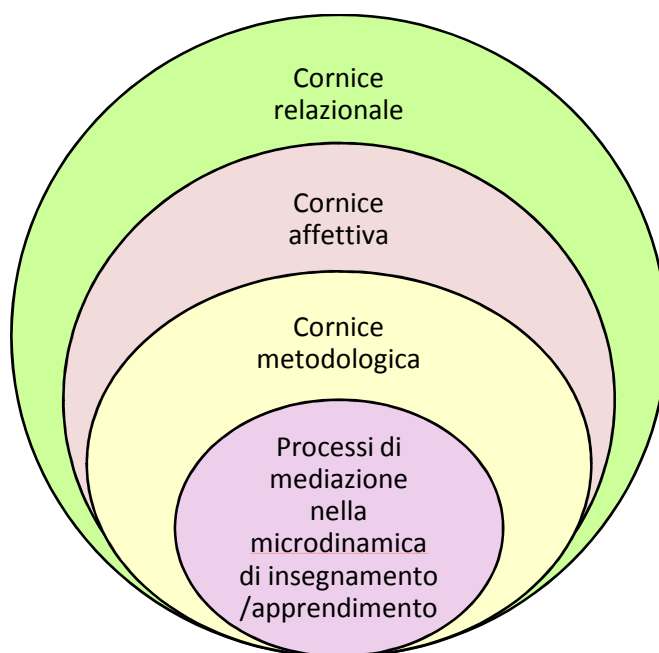 Cornice
relazionale
Cornice
affettiva
Cornice
metodologica
Processi di
mediazione
nella
microdinamica
di insegnamento
/apprendimento